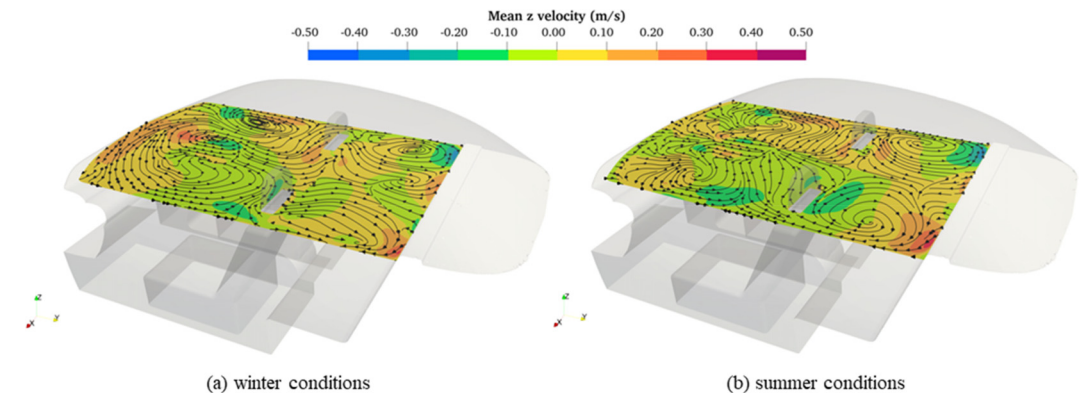 Mean z velocity (m/s)
-0.50 -0.40 -0.30 -0.20 -0.10 0.00 0.10 0.20 0.30 0.40 0.50
Z Z
X Y X Y
(a) winter conditions (b) summer conditions